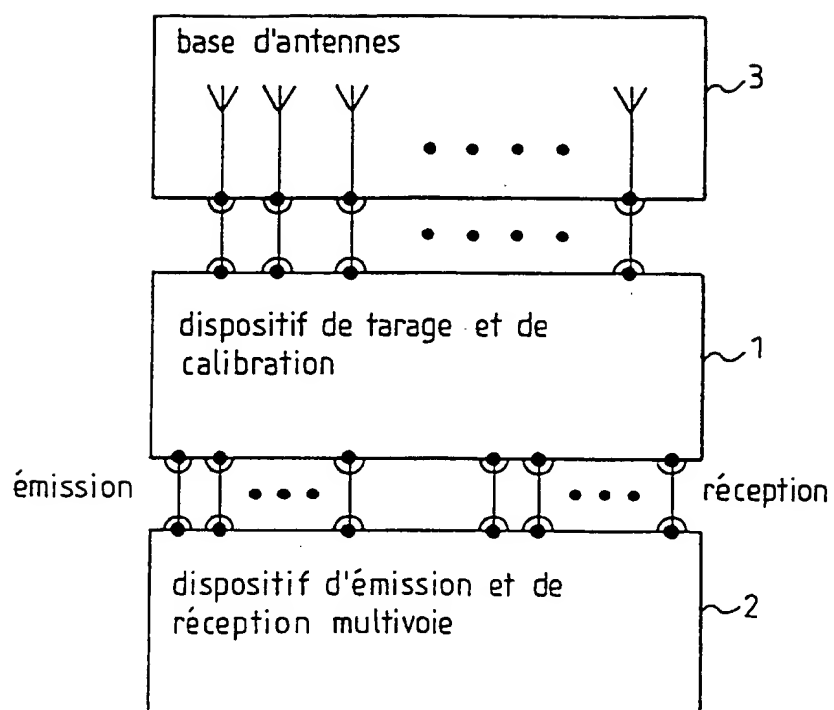 base d'antennes
3
dispositif de tarage et de
calibration
1
émission
réception
dispositif d'émission et de
réception multivoie
2